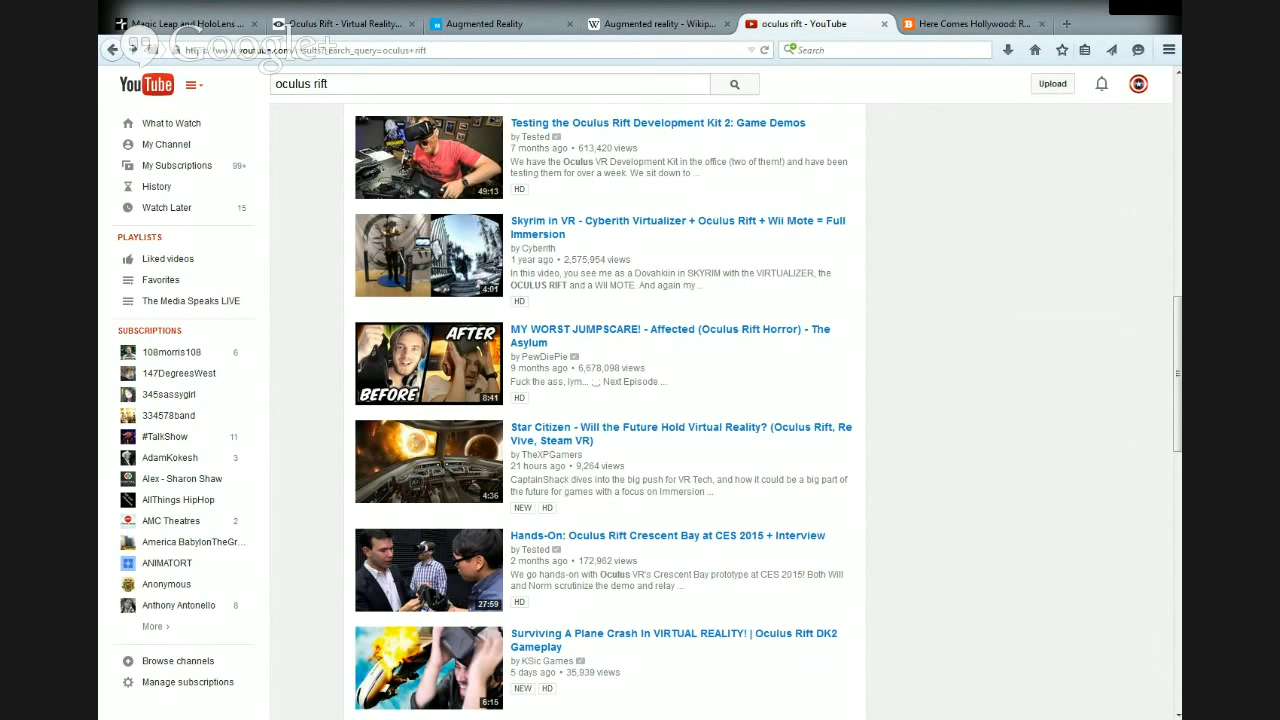 Magic Leap and HoloLens
Oculus Rift - Virtual Reality...
Augmented Reality
Augmented reality - Wikip...
oculus rift - YouTube
Here Comes Hollywood: R...
Google+
youtube.com/results?search_query=oculus+rift
Search
YouTube
oculus rift
Upload
What to Watch
My Channel
My Subscriptions 99+
History
Watch Later 15
PLAYLISTS
Liked videos
Favorites
The Media Speaks LIVE
SUBSCRIPTIONS
108morris108 6
147DegreesWest
345sassygirl
334578band
#TalkShow 11
AdamKokesh 3
Alex - Sharon Shaw
AllThings HipHop
AMC Theatres 2
America BabylonTheGr...
ANIMATORT
Anonymous
Anthony Antonello 8
More ›
Browse channels
Manage subscriptions
49:13
Testing the Oculus Rift Development Kit 2: Game Demos
by Tested
7 months ago • 613,420 views
We have the Oculus VR Development Kit in the office (two of them!) and have been
testing them for over a week. We sit down to ...
HD
4:01
Skyrim in VR - Cyberith Virtualizer + Oculus Rift + Wii Mote = Full
Immersion
by Cyberith
1 year ago • 2,575,954 views
In this video, you see me as a Dovahkiin in SKYRIM with the VIRTUALIZER, the
OCULUS RIFT and a WII MOTE. And again my ...
HD
AFTER
BEFORE
8:41
MY WORST JUMPSCARE! - Affected (Oculus Rift Horror) - The
Asylum
by PewDiePie
9 months ago • 6,678,098 views
Fuck the ass, lym... ;_; Next Episode ...
HD
4:36
Star Citizen - Will the Future Hold Virtual Reality? (Oculus Rift, Re
Vive, Steam VR)
by TheXPGamers
21 hours ago • 9,264 views
CaptainShack dives into the big push for VR Tech, and how it could be a big part of
the future for games with a focus on Immersion ...
NEW HD
27:59
Hands-On: Oculus Rift Crescent Bay at CES 2015 + Interview
by Tested
2 months ago • 172,962 views
We go hands-on with Oculus VR's Crescent Bay prototype at CES 2015! Both Will
and Norm scrutinize the demo and relay ...
HD
6:15
Surviving A Plane Crash In VIRTUAL REALITY! | Oculus Rift DK2
Gameplay
by KSic Games
5 days ago • 35,939 views
NEW HD